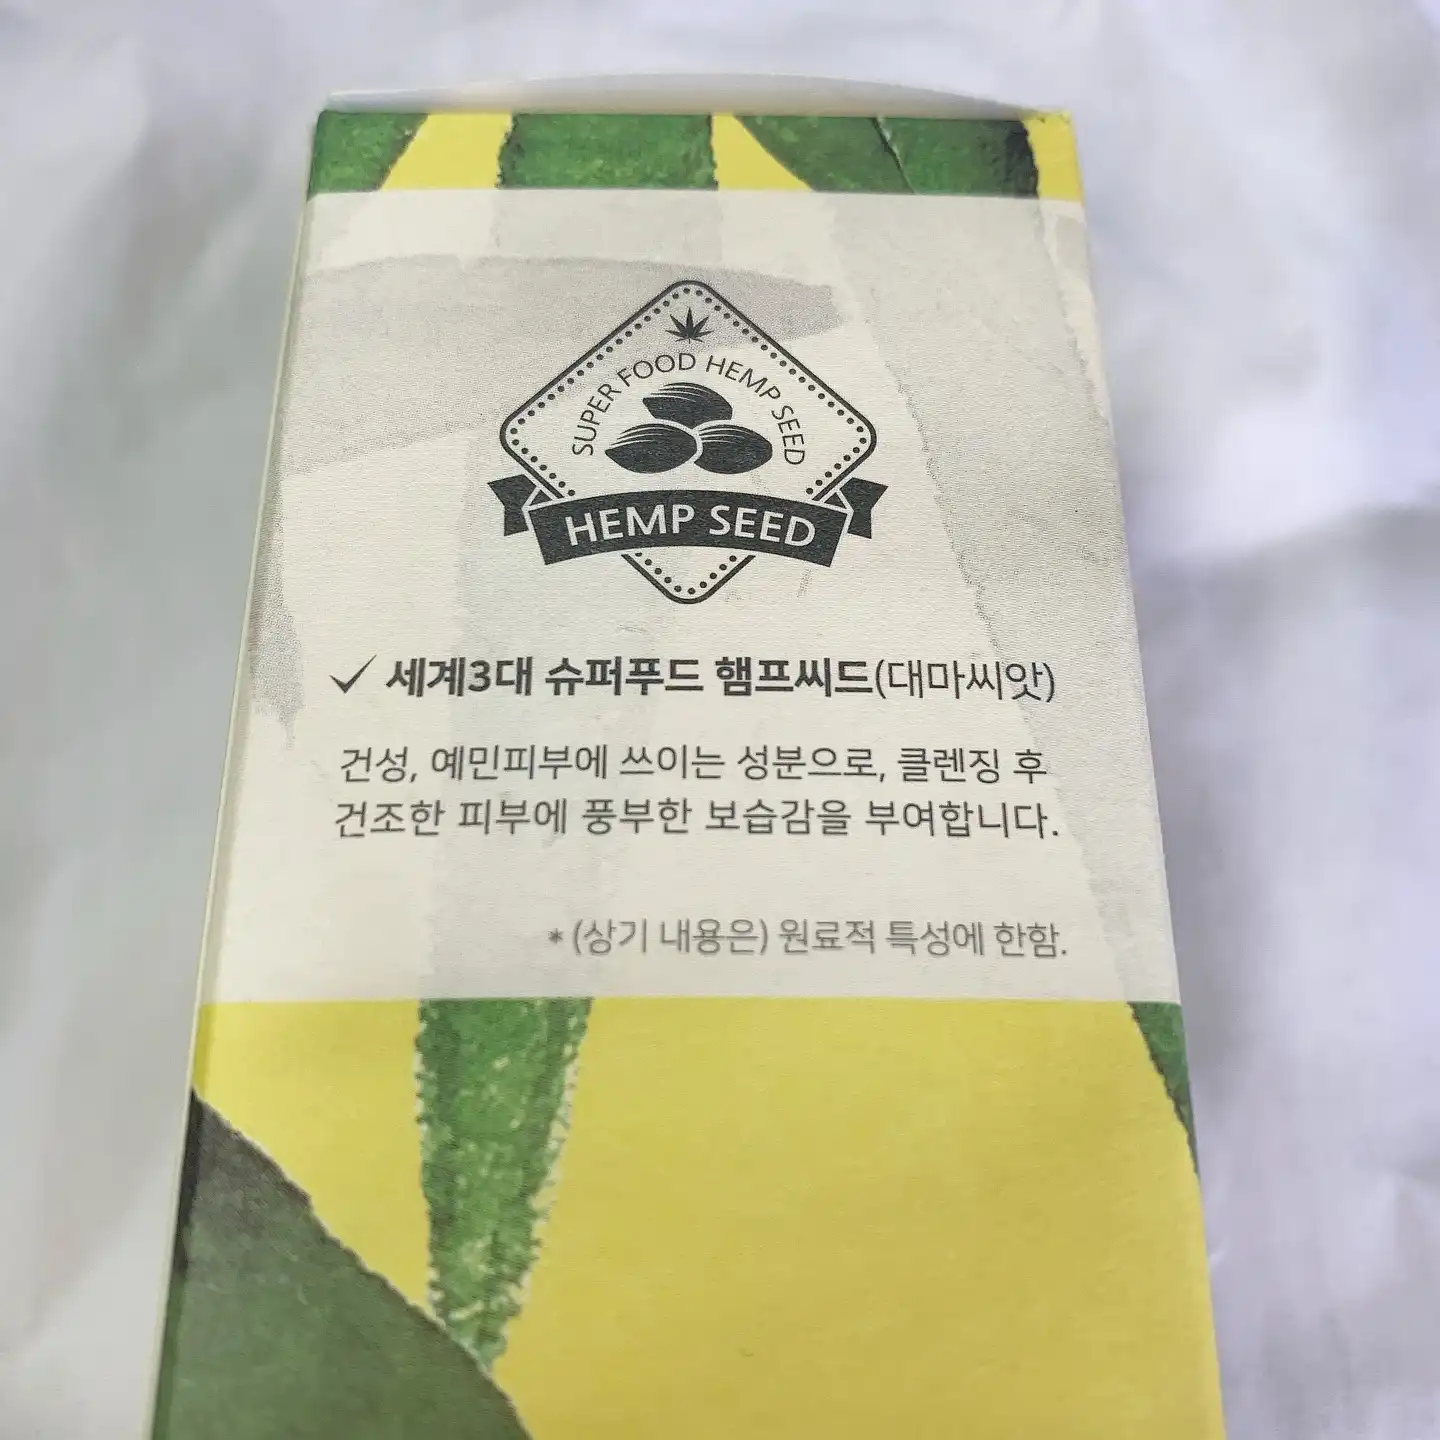 SUPER FOOD HEMP SEED
HEMP SEED
세계3대 슈퍼푸드 햄프씨드(대마씨앗)
건성, 예민피부에 쓰이는 성분으로, 클렌징 후
건조한 피부에 풍부한 보습감을 부여합니다.
* (상기 내용은) 원료적 특성에 한함.